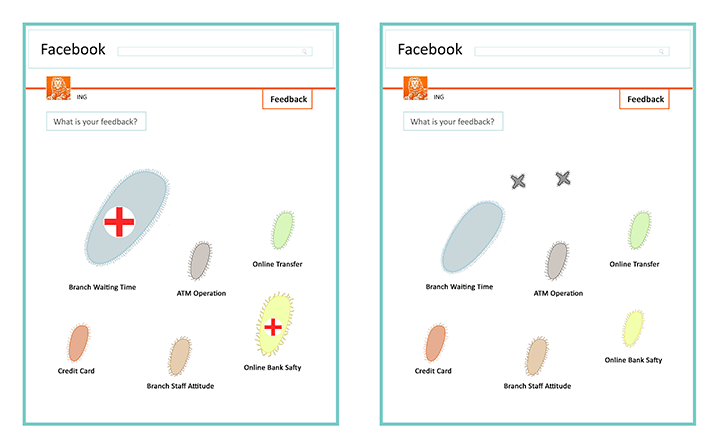 Facebook
ING
Feedback
What is your feedback?
Online Transfer
Branch Waiting Time
ATM Operation
Online Bank Safty
Credit Card
Branch Staff Attitude
Facebook
ING
Feedback
What is your feedback?
Online Transfer
Branch Waiting Time
ATM Operation
Online Bank Safty
Credit Card
Branch Staff Attitude